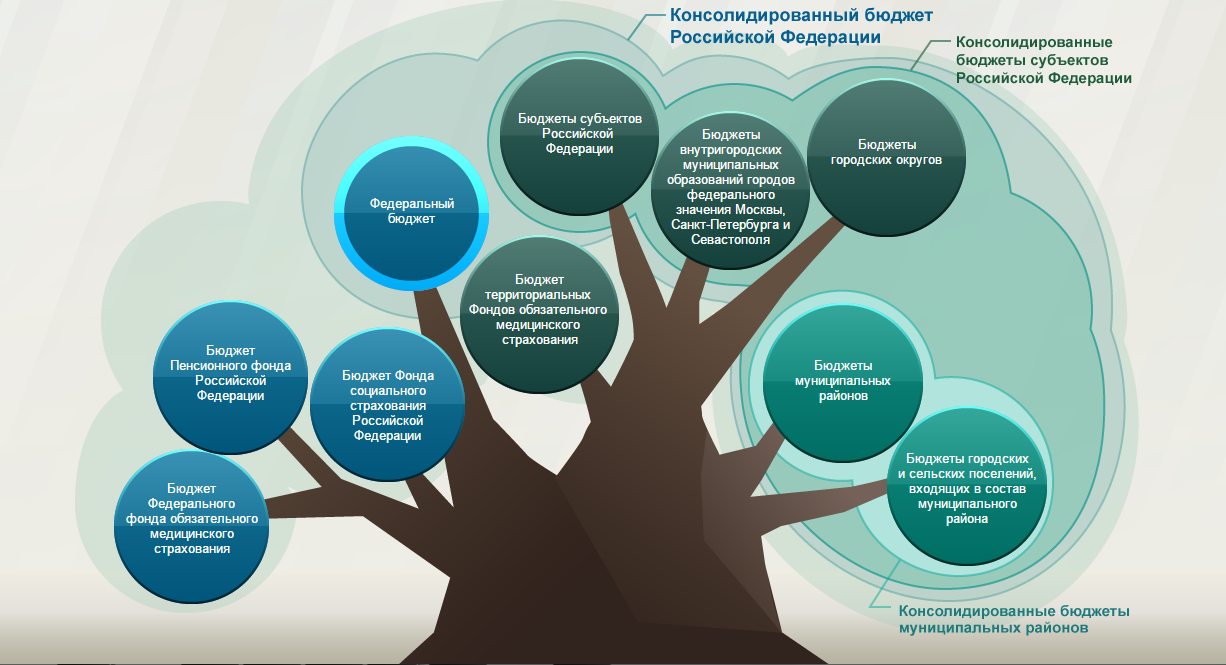 Консолидированный бюджет
Российской Федерации
Консолидированные
бюджеты субъектов
Российской Федерации
Бюджеты субъектов
Российской
Федерации
Бюджеты
внутригородских
муниципальных
образований городов
федерального
значения Москвы,
Санкт-Петербурга и
Севастополя
Бюджеты
городских округов
Федеральный
бюджет
Бюджет
территориальных
Фондов обязательного
медицинского
страхования
Бюджет
Пенсионного фонда
Российской
Федерации
Бюджет Фонда
социального
страхования
Российской
Федерации
Бюджеты
муниципальных
районов
Бюджет
Федерального
фонда обязательного
медицинского
страхования
Бюджеты городских
и сельских поселений,
входящих в состав
муниципального
района
Консолидированные бюджеты
муниципальных районов